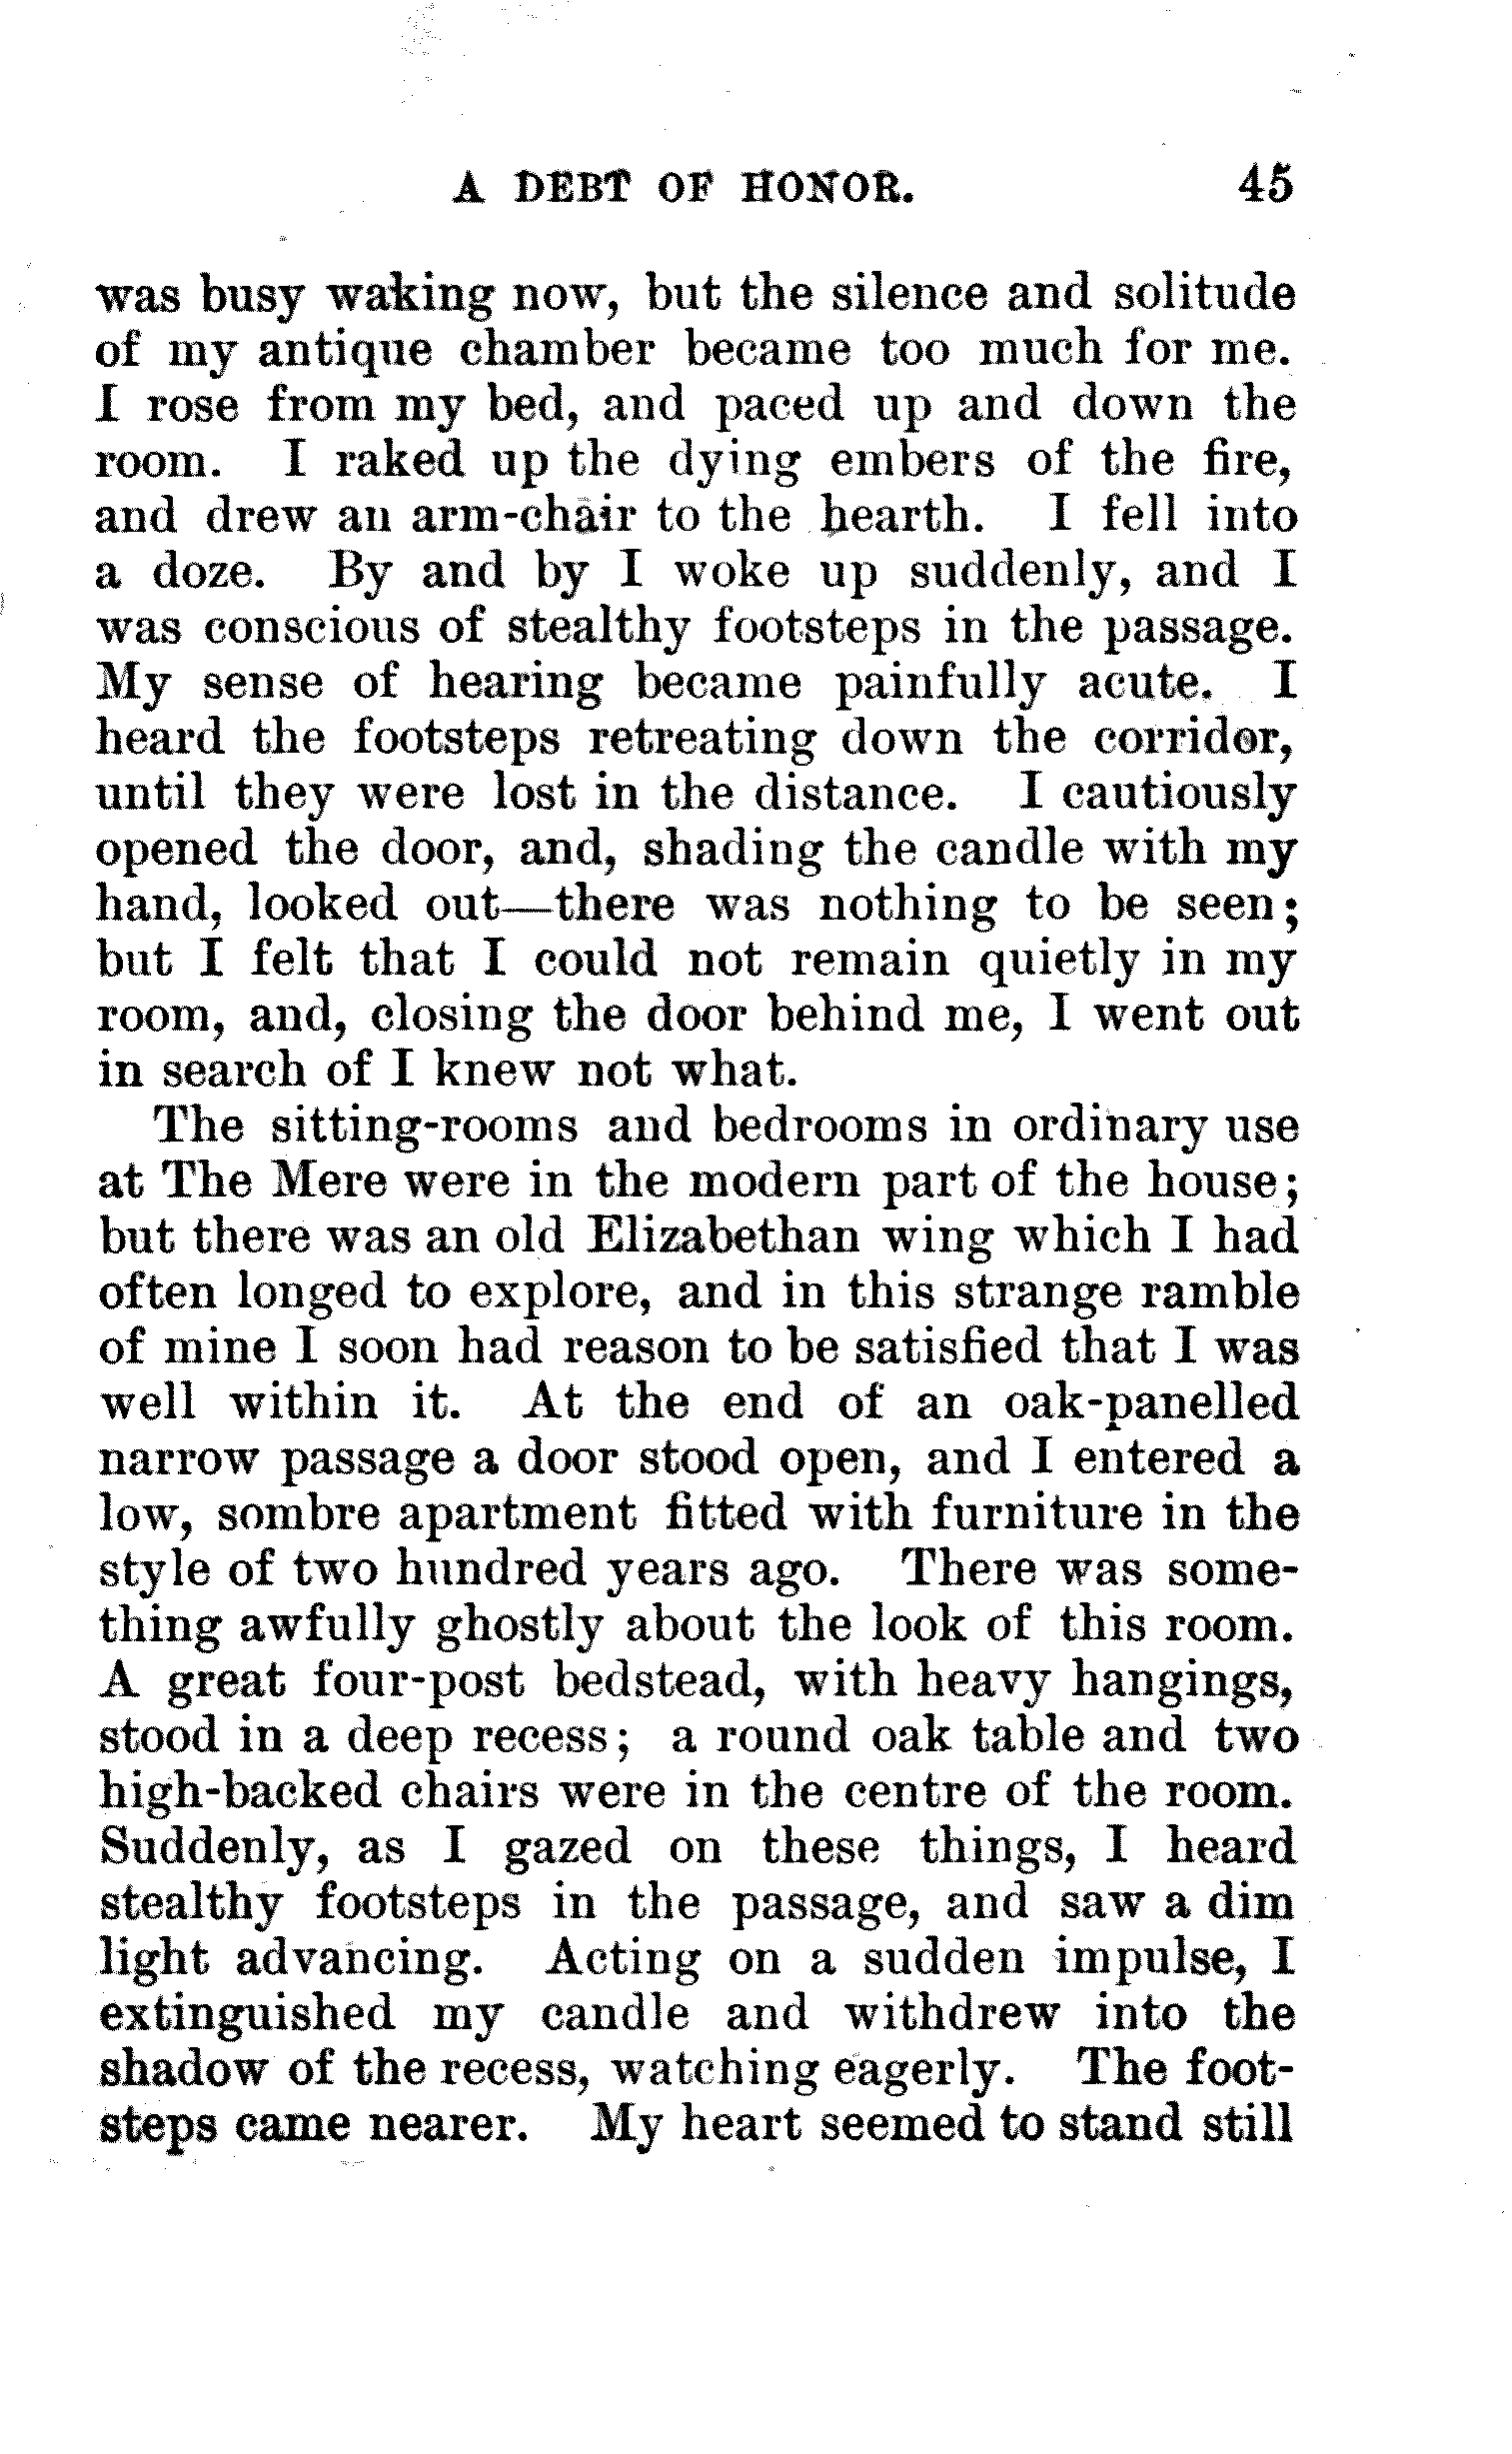 A DEBT OF HONOR. 45
was busy waking now, but the silence and solitude
of my antique chamber became too much for me.
I rose from my bed, and paced up and down the
room. I raked up the dying embers of the fire,
and drew an arm-chair to the hearth. I fell into
a doze. By and by I woke up suddenly, and I
was conscious of stealthy footsteps in the passage.
My sense of hearing became painfully acute. I
heard the footsteps retreating down the corridor,
until they were lost in the distance. I cautiously
opened the door, and, shading the candle with my
hand, looked out—there was nothing to be seen;
but I felt that I could not remain quietly in my
room, and, closing the door behind me, I went out
in search of I knew not what.
The sitting-rooms and bedrooms in ordinary use
at The Mere were in the modern part of the house;
but there was an old Elizabethan wing which I had
often longed to explore, and in this strange ramble
of mine I soon had reason to be satisfied that I was
well within it. At the end of an oak-panelled
narrow passage a door stood open, and I entered a
low, sombre apartment fitted with furniture in the
style of two hundred years ago. There was some-
thing awfully ghostly about the look of this room.
A great four-post bedstead, with heavy hangings,
stood in a deep recess; a round oak table and two
high-backed chairs were in the centre of the room.
Suddenly, as I gazed on these things, I heard
stealthy footsteps in the passage, and saw a dim
light advancing. Acting on a sudden impulse, I
extinguished my candle and withdrew into the
shadow of the recess, watching eagerly. The foot-
steps came nearer. My heart seemed to stand still